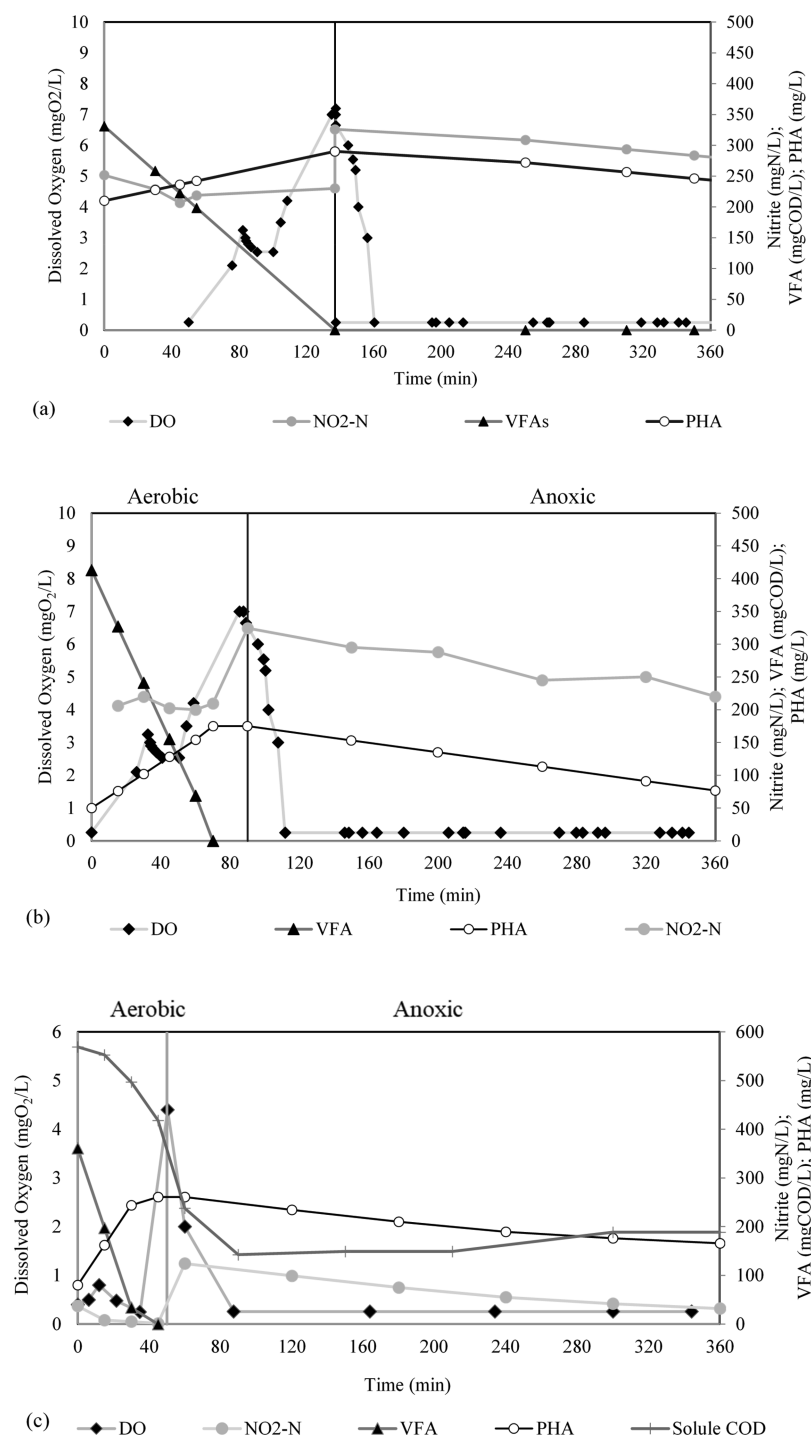 10
9
8
7
6
5
4
3
2
1
0
Dissolved Oxygen (mgO2/L)
500
450
400
350
300
250
200
150
100
50
0
Nitrite (mgN/L);
VFA (mgCOD/L); PHA (mg/L)
0 40 80 120 160 200 240 280 320 360
Time (min)
(a)
DO NO2-N VFAs PHA
Aerobic Anoxic
10
9
8
7
6
5
4
3
2
1
0
Dissolved Oxygen (mgO₂/L)
500
450
400
350
300
250
200
150
100
50
0
Nitrite (mgN/L); VFA (mgCOD/L);
PHA (mg/L)
0 40 80 120 160 200 240 280 320 360
Time (min)
(b)
DO VFA PHA NO2-N
Aerobic Anoxic
6
5
4
3
2
1
0
Dissolved Oxygen (mgO₂/L)
600
500
400
300
200
100
0
Nitrite (mgN/L);
VFA (mgCOD/L); PHA (mg/L)
0 40 80 120 160 200 240 280 320 360
Time (min)
(c)
DO NO2-N VFA PHA Solule COD